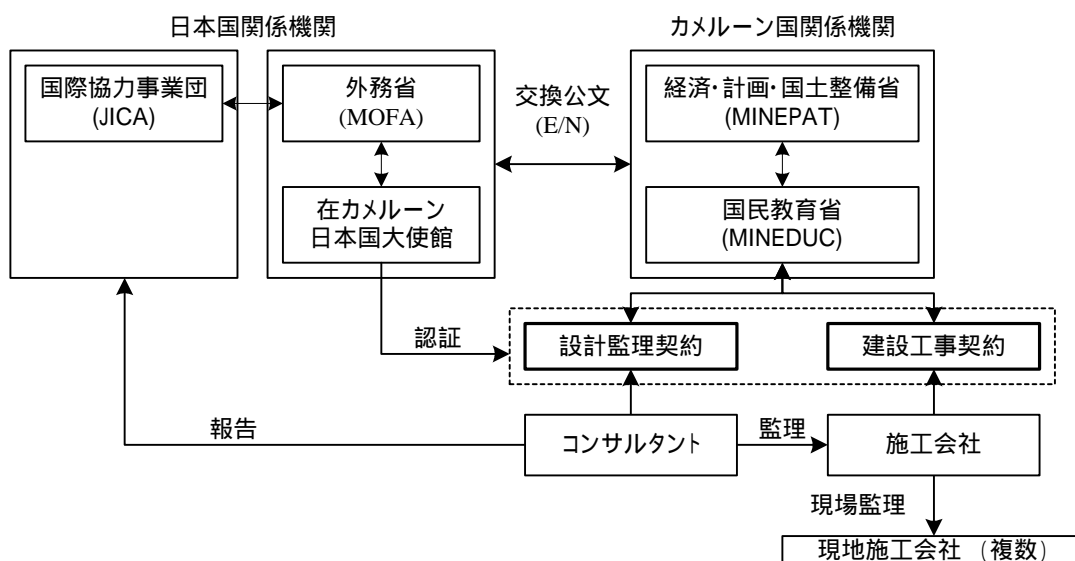 日本国関係機関
カメルーン国関係機関
国際協力事業団
(JICA)
外務省
(MOFA)
交換公文
(E/N)
経済・計画・国土整備省
(MINEPAT)
在カメルーン
日本国大使館
国民教育省
(MINEDUC)
認証
設計監理契約
建設工事契約
報告
コンサルタント
監理
施工会社
現場監理
現地施工会社 (複数)